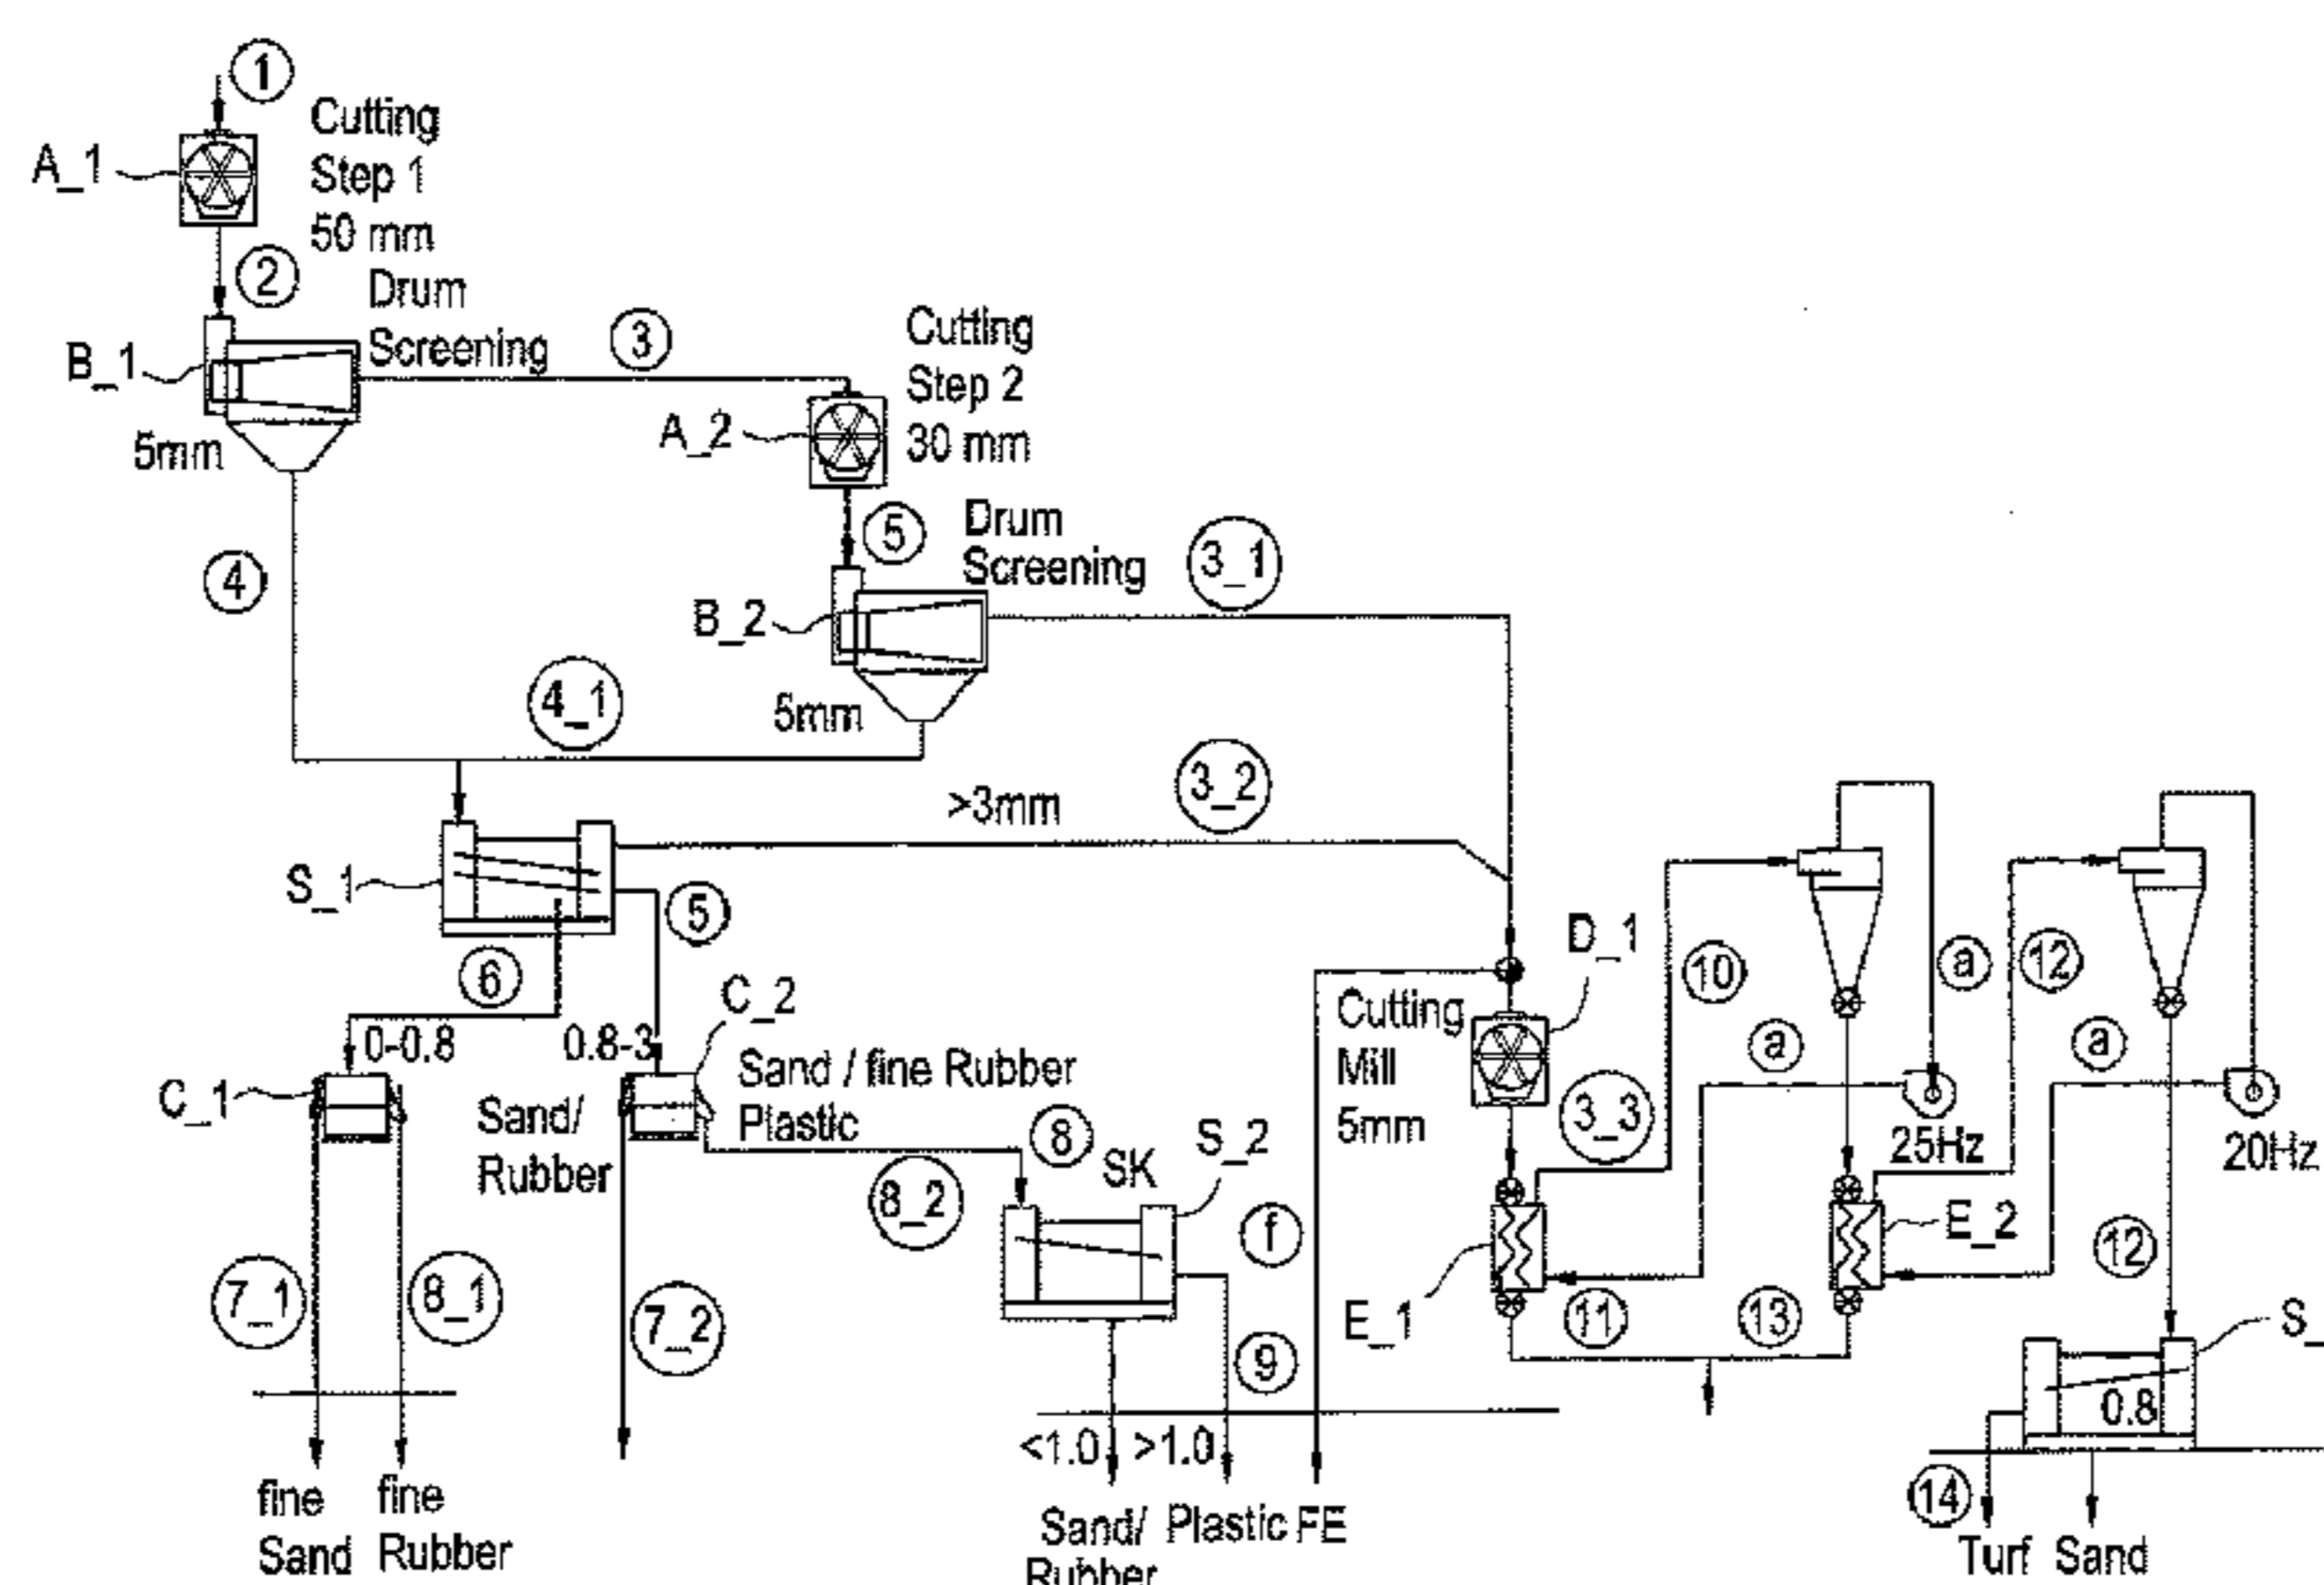 1
Cutting
Step 1
50 mm
A_1
2
Drum
Screening
B_1
5mm
3
Cutting
Step 2
30 mm
A_2
5
Drum
Screening
3_1
B_2
5mm
4
4_1
3_2
>3mm
S_1
5
6
C_2
0-0.8
0.8-3
C_1
Sand/
Rubber
Sand / fine Rubber
Plastic
8
8_2
SK
S_2
7_1
8_1
7_2
9
f
D_1
Cutting
Mill
5mm
3_3
10
a
12
a
a
25Hz
20Hz
E_1
11
13
E_2
12
0.8
14
<1.0
>1.0
fine
Sand
fine
Rubber
Sand/
Rubber
Plastic
FE
Turf
Sand